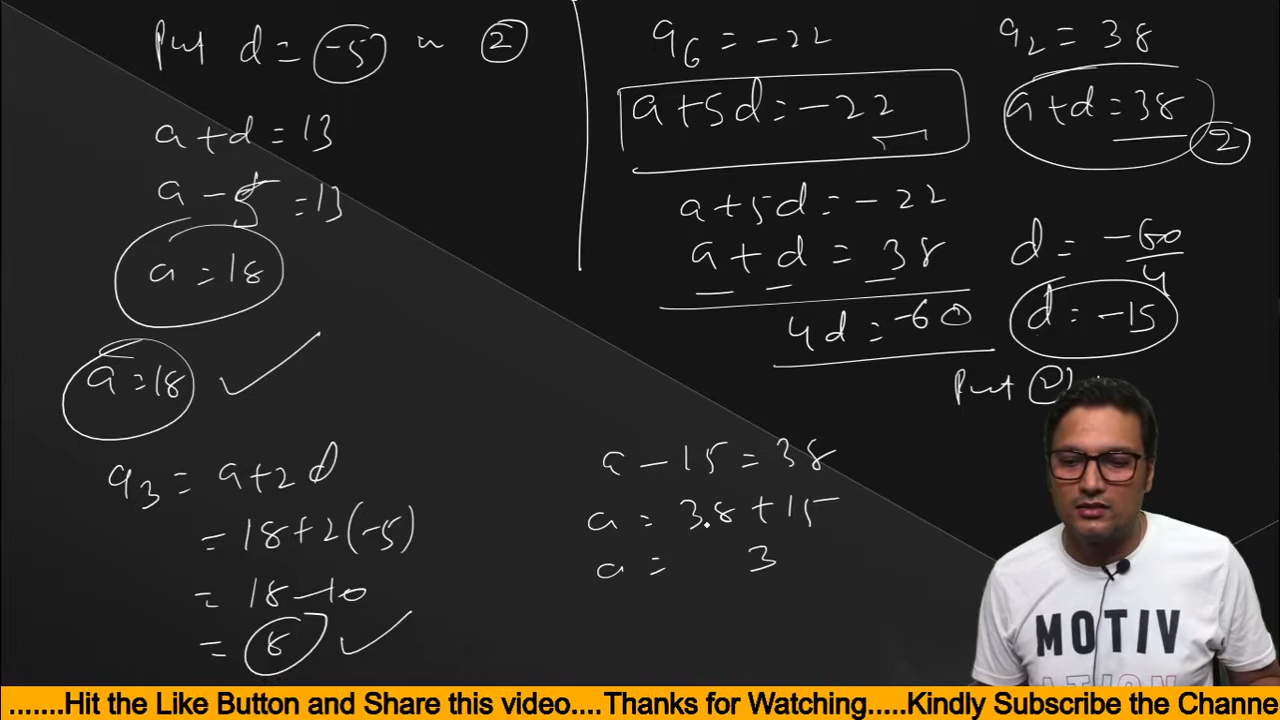 Put d = -5 in ②
a + d = 13
a - 5 = 13
a = 18
a = 18 ✓
a₃ = a + 2d
= 18 + 2(-5)
= 18 - 10
= 8 ✓
a₆ = -22
a + 5d = -22
a₂ = 38
a + d = 38 ②
a + 5d = -22
a + d = 38
4d = -60
d = -60/4
d = -15
Put ②
a - 15 = 38
a = 38 + 15
a = 3
MOTIV
ATION
.......Hit the Like Button and Share this video....Thanks for Watching.....Kindly Subscribe the Channe